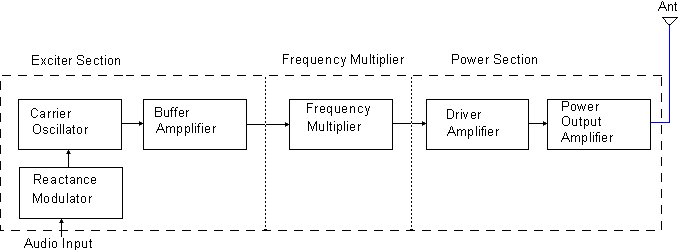 Ant
Exciter Section
Frequency Multiplier
Power Section
Carrier
Oscillator
Buffer
Ampplifier
Frequency
Multiplier
Driver
Amplifier
Power
Output
Amplifier
Reactance
Modulator
Audio Input